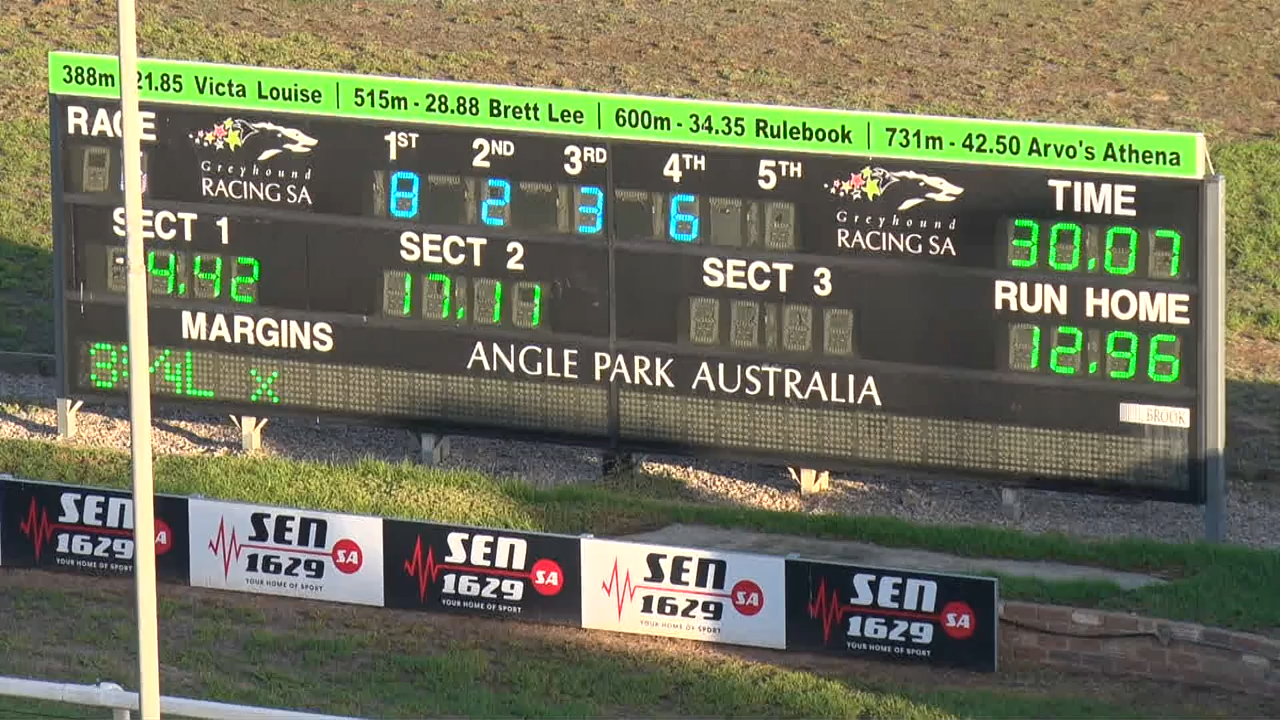 388m 21.85 Victa Louise | 515m - 28.88 Brett Lee | 600m - 34.35 Rulebook | 731m - 42.50 Arvo's Athena
RACE
Greyhound
RACING SA
1ST 2ND 3RD 4TH 5TH
8 2 3 6
Greyhound
RACING SA
TIME
30.07
SECT 1
4.42
SECT 2
17.11
SECT 3
RUN HOME
12.96
MARGINS
ANGLE PARK AUSTRALIA
SEN
1629 SA
YOUR HOME OF SPORT
SEN
1629 SA
YOUR HOME OF SPORT
SEN
1629 SA
YOUR HOME OF SPORT
SEN
1629 SA
YOUR HOME OF SPORT
SEN
1629 SA
YOUR HOME OF SPORT